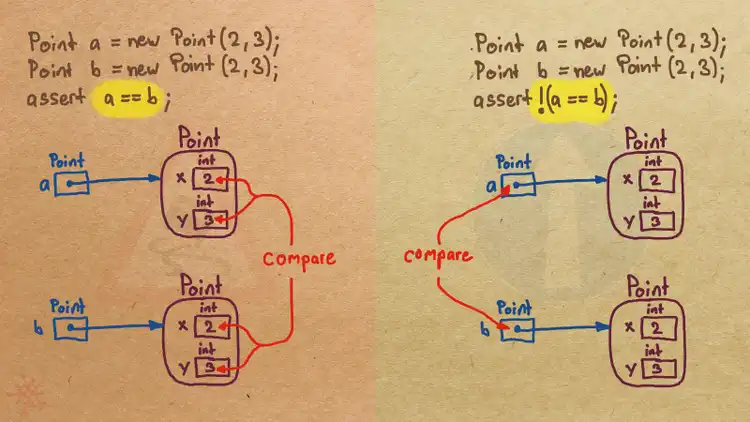 Point a = new Point(2,3);
Point b = new Point(2,3);
assert a == b;
Point
Point
int
a
x 2
int
y 3
compare
Point
Point
int
b
x 2
int
y 3
Point a = new Point(2,3);
Point b = new Point(2,3);
assert !(a == b);
Point
Point
int
a
x 2
int
y 3
compare
Point
Point
int
b
x 2
int
y 3